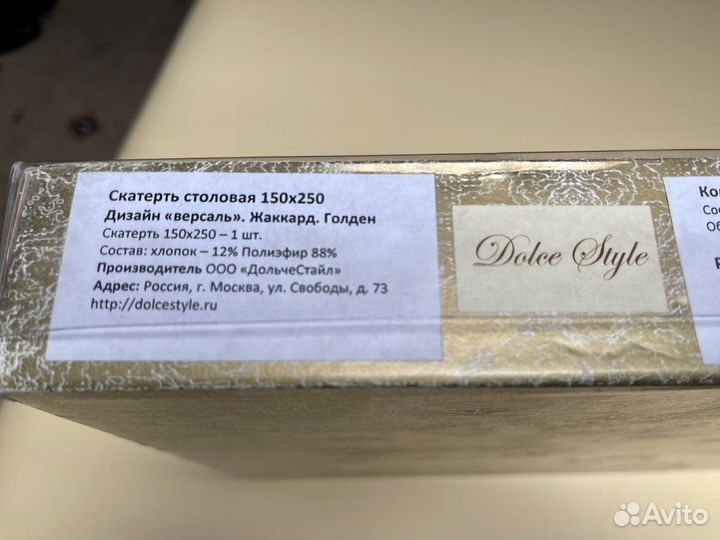 Скатерть столовая 150х250
Дизайн «версаль». Жаккард. Голден
Скатерть 150х250 – 1 шт.
Состав: хлопок – 12% Полиэфир 88%
Производитель ООО «ДольчеСтайл»
Адрес: Россия, г. Москва, ул. Свободы, д. 73
http://dolcestyle.ru
Dolce Style
Avito